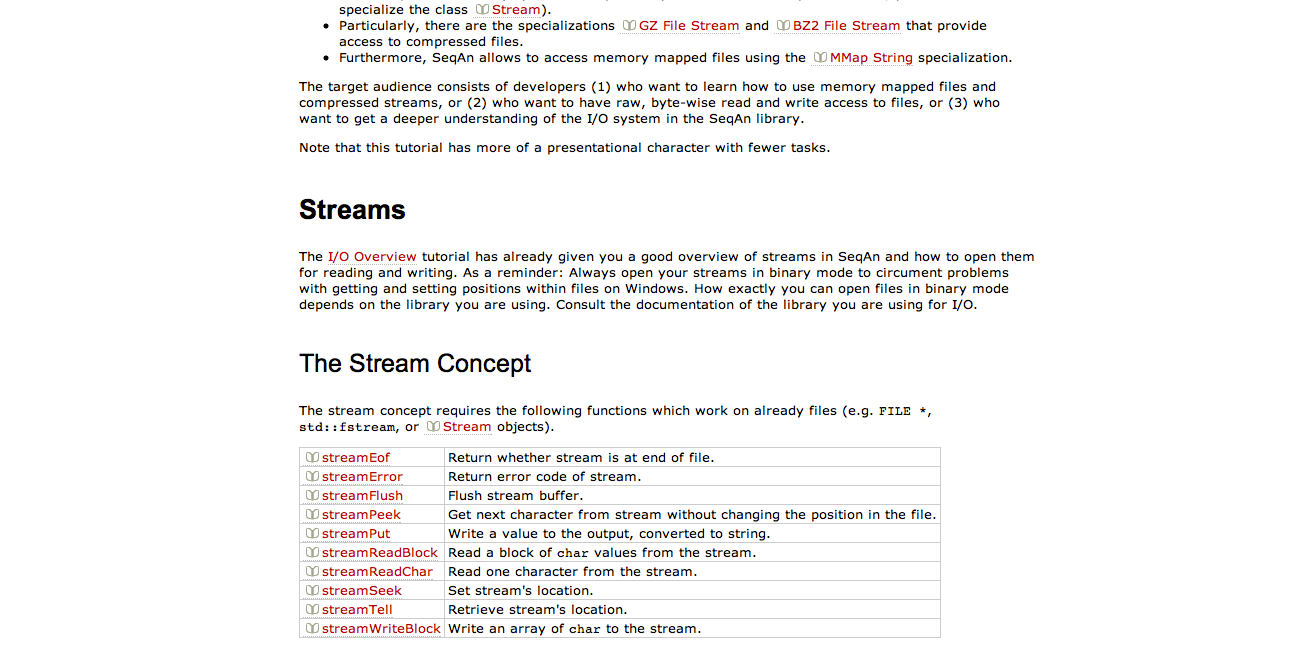 specialize the class Stream).
• Particularly, there are the specializations GZ File Stream and BZ2 File Stream that provide
access to compressed files.
• Furthermore, SeqAn allows to access memory mapped files using the MMap String specialization.
The target audience consists of developers (1) who want to learn how to use memory mapped files and
compressed streams, or (2) who want to have raw, byte-wise read and write access to files, or (3) who
want to get a deeper understanding of the I/O system in the SeqAn library.
Note that this tutorial has more of a presentational character with fewer tasks.
Streams
The I/O Overview tutorial has already given you a good overview of streams in SeqAn and how to open them
for reading and writing. As a reminder: Always open your streams in binary mode to circument problems
with getting and setting positions within files on Windows. How exactly you can open files in binary mode
depends on the library you are using. Consult the documentation of the library you are using for I/O.
The Stream Concept
The stream concept requires the following functions which work on already files (e.g. FILE *,
std::fstream, or Stream objects).
streamEof Return whether stream is at end of file.
streamError Return error code of stream.
streamFlush Flush stream buffer.
streamPeek Get next character from stream without changing the position in the file.
streamPut Write a value to the output, converted to string.
streamReadBlock Read a block of char values from the stream.
streamReadChar Read one character from the stream.
streamSeek Set stream's location.
streamTell Retrieve stream's location.
streamWriteBlock Write an array of char to the stream.